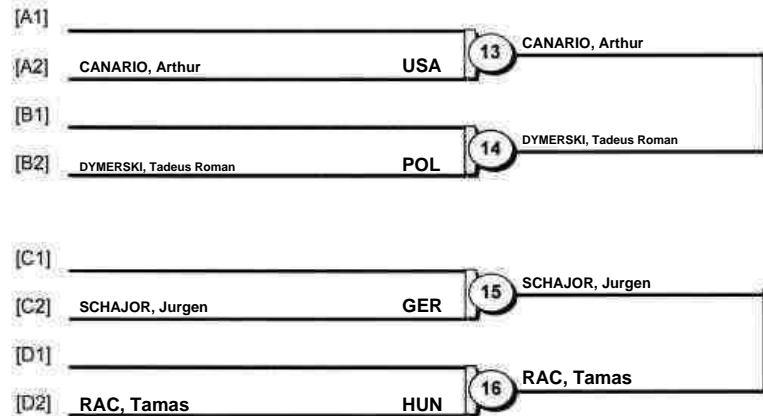 [A1]
[A2] CANARIO, Arthur USA 13 CANARIO, Arthur
[B1]
[B2] DYMERSKI, Tadeus Roman POL 14 DYMERSKI, Tadeus Roman
[C1]
[C2] SCHAJOR, Jurgen GER 15 SCHAJOR, Jurgen
[D1]
[D2] RAC, Tamas HUN 16 RAC, Tamas